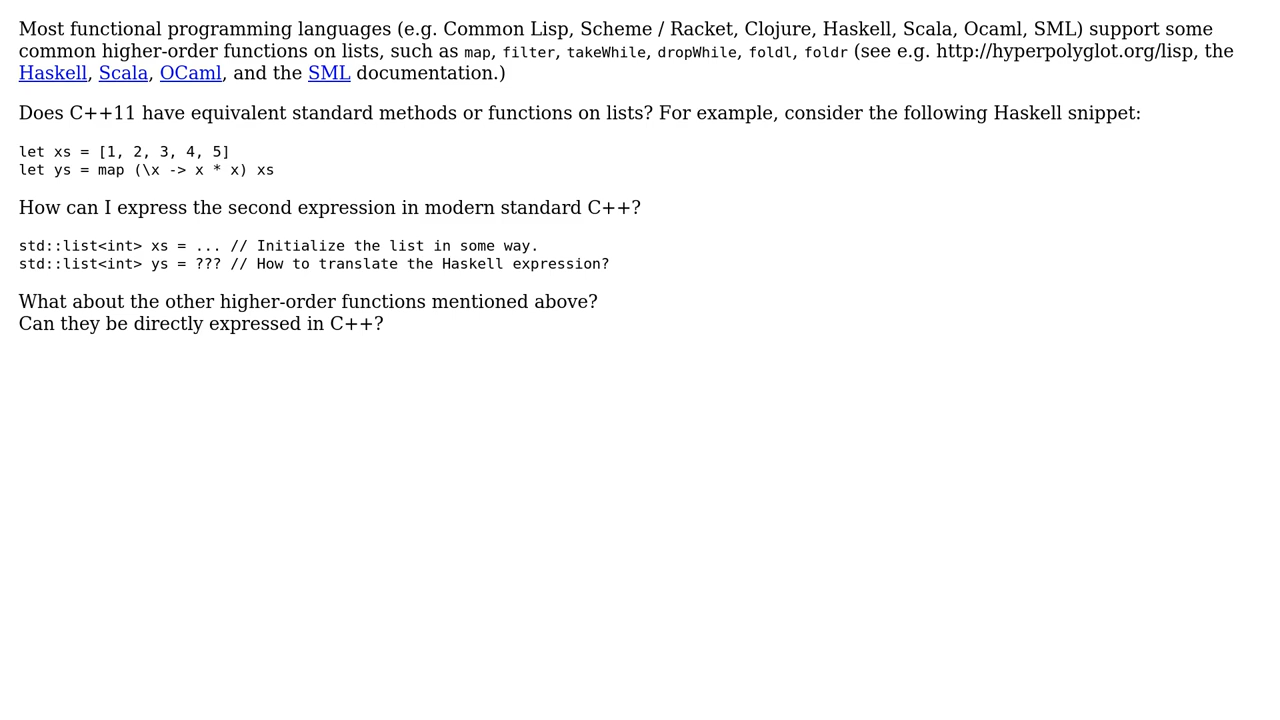 Most functional programming languages (e.g. Common Lisp, Scheme / Racket, Clojure, Haskell, Scala, Ocaml, SML) support some
common higher-order functions on lists, such as map, filter, takeWhile, dropWhile, foldl, foldr (see e.g. http://hyperpolyglot.org/lisp, the
Haskell, Scala, OCaml, and the SML documentation.)
Does C++11 have equivalent standard methods or functions on lists? For example, consider the following Haskell snippet:
let xs = [1, 2, 3, 4, 5]
let ys = map (\x -> x * x) xs
How can I express the second expression in modern standard C++?
std::list<int> xs = ... // Initialize the list in some way.
std::list<int> ys = ??? // How to translate the Haskell expression?
What about the other higher-order functions mentioned above?
Can they be directly expressed in C++?